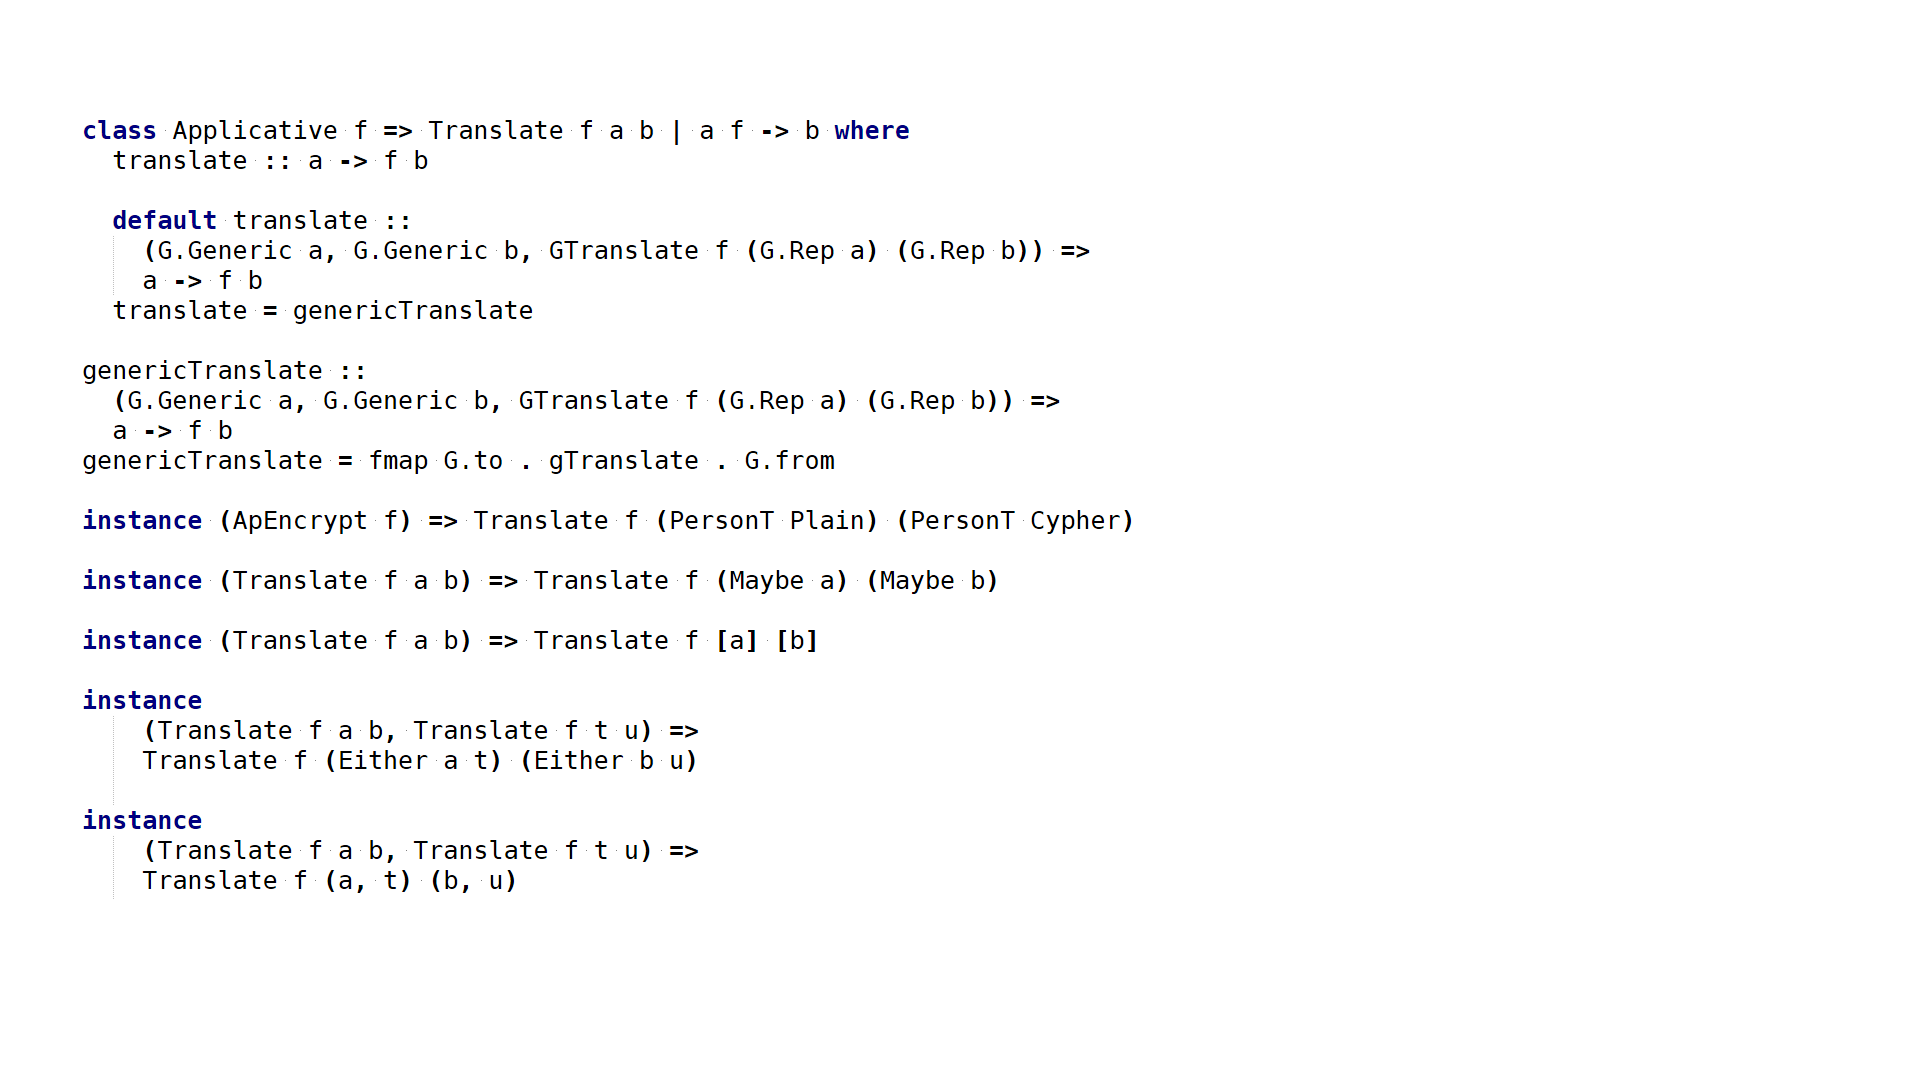 class Applicative f => Translate f a b | a f -> b where
  translate :: a -> f b

  default translate ::
    (G.Generic a, G.Generic b, GTranslate f (G.Rep a) (G.Rep b)) =>
    a -> f b
  translate = genericTranslate

genericTranslate ::
  (G.Generic a, G.Generic b, GTranslate f (G.Rep a) (G.Rep b)) =>
  a -> f b
genericTranslate = fmap G.to . gTranslate . G.from

instance (ApEncrypt f) => Translate f (PersonT Plain) (PersonT Cypher)

instance (Translate f a b) => Translate f (Maybe a) (Maybe b)

instance (Translate f a b) => Translate f [a] [b]

instance
    (Translate f a b, Translate f t u) =>
    Translate f (Either a t) (Either b u)

instance
    (Translate f a b, Translate f t u) =>
    Translate f (a, t) (b, u)